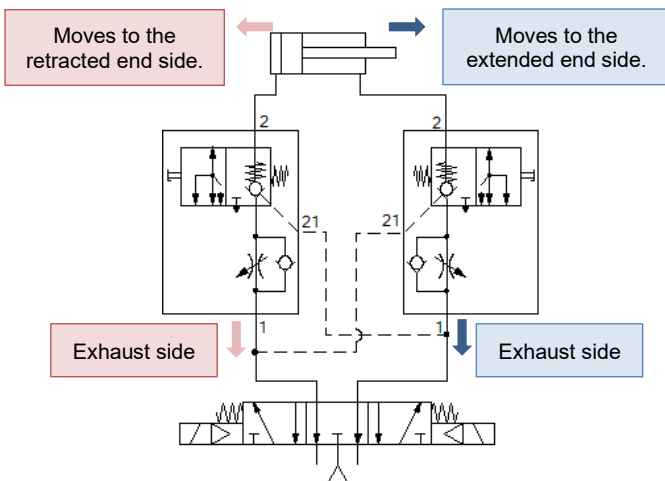 Moves to the
retracted end side.
Moves to the
extended end side.
2
2
21
21
1
1
Exhaust side
Exhaust side